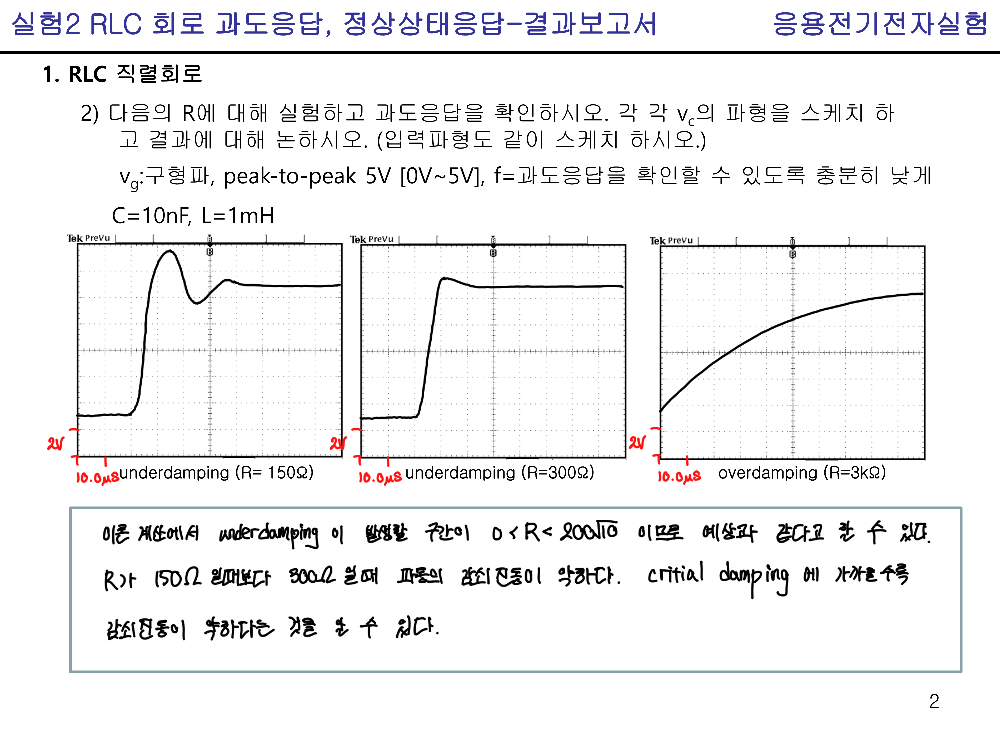 실험2 RLC 회로 과도응답, 정상상태응답-결과보고서 응용전기전자실험
1. RLC 직렬회로
2) 다음의 R에 대해 실험하고 과도응답을 확인하시오. 각 각 vc의 파형을 스케치 하
고 결과에 대해 논하시오. (입력파형도 같이 스케치 하시오.)
vg:구형파, peak-to-peak 5V [0V~5V], f=과도응답을 확인할 수 있도록 충분히 낮게
C=10nF, L=1mH
Tek PreVu Tek PreVu Tek PreVu
B B B
B B B
2V 2V 2V
10.0μs underdamping (R= 150Ω) 10.0μs underdamping (R=300Ω) 10.0μs overdamping (R=3kΩ)
이론 계산에서 underdamping 이 발생할 구간이 0 < R < 200√10 이므로 예상과 같다고 할 수 있다.
R가 150Ω 일때보다 300Ω 일 때 파동의 감쇠진동이 약하다. critial damping 에 가까울수록
감쇠진동이 약하다는 것을 알 수 있다.
2